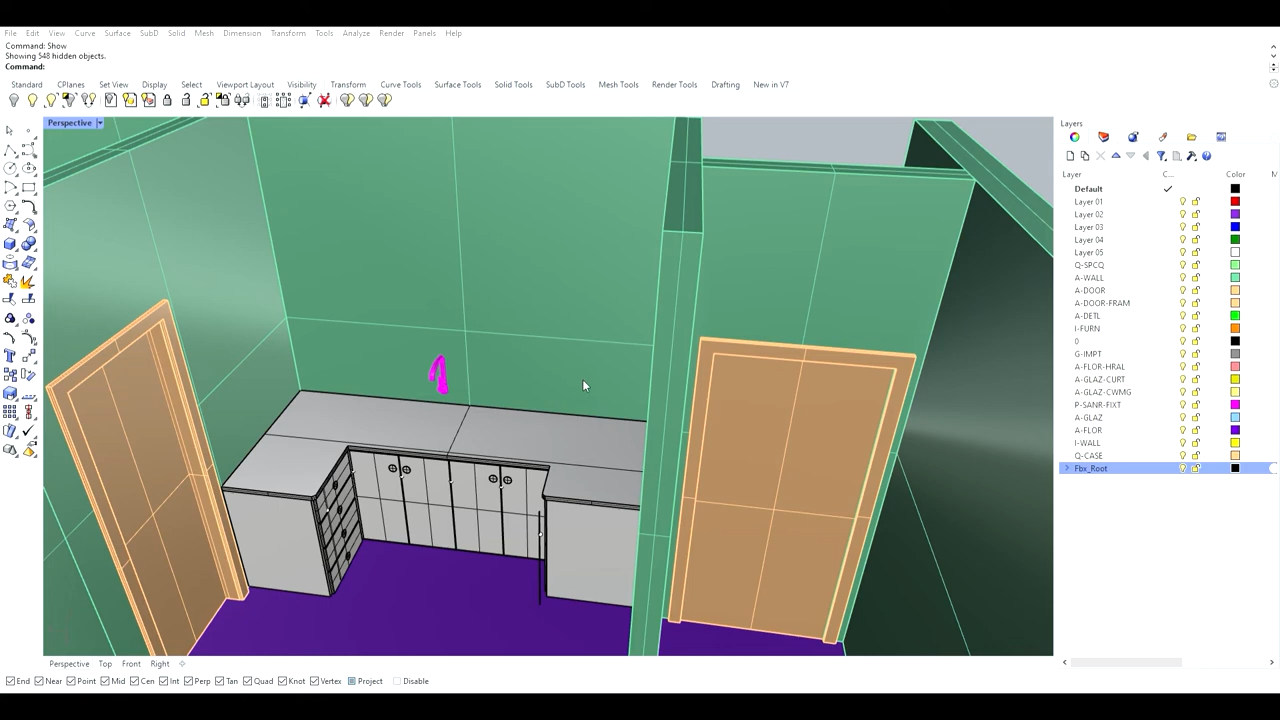 File Edit View Curve Surface SubD Solid Mesh Dimension Transform Tools Analyze Render Panels Help
Command: Show
Showing 548 hidden objects.
Command:
Standard CPlanes Set View Display Select Viewport Layout Visibility Transform Curve Tools Surface Tools Solid Tools SubD Tools Mesh Tools Render Tools Drafting New in V7
Perspective
Layers
Layer C... Color M
Default
Layer 01
Layer 02
Layer 03
Layer 04
Layer 05
Q-SPCQ
A-WALL
A-DOOR
A-DOOR-FRAM
A-DETL
I-FURN
0
G-IMPT
A-FLOR-HRAL
A-GLAZ-CURT
A-GLAZ-CWMG
P-SANR-FIXT
A-GLAZ
A-FLOR
I-WALL
Q-CASE
Fbx_Root
Perspective Top Front Right
End Near Point Mid Cen Int Perp Tan Quad Knot Vertex Project Disable